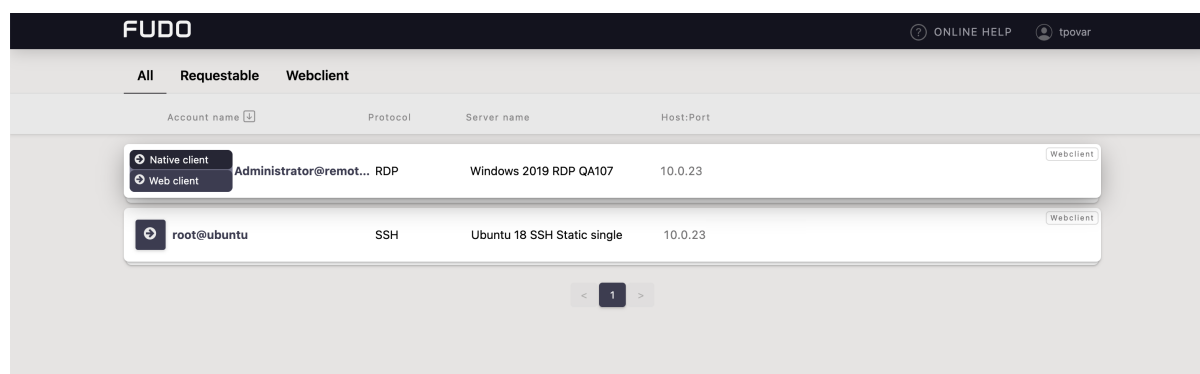 FUDO ONLINE HELP tpovar
All Requestable Webclient
Account name Protocol Server name Host:Port
Native client
Web client
Administrator@remot... RDP Windows 2019 RDP QA107 10.0.23
Webclient
root@ubuntu SSH Ubuntu 18 SSH Static single 10.0.23
Webclient
< 1 >